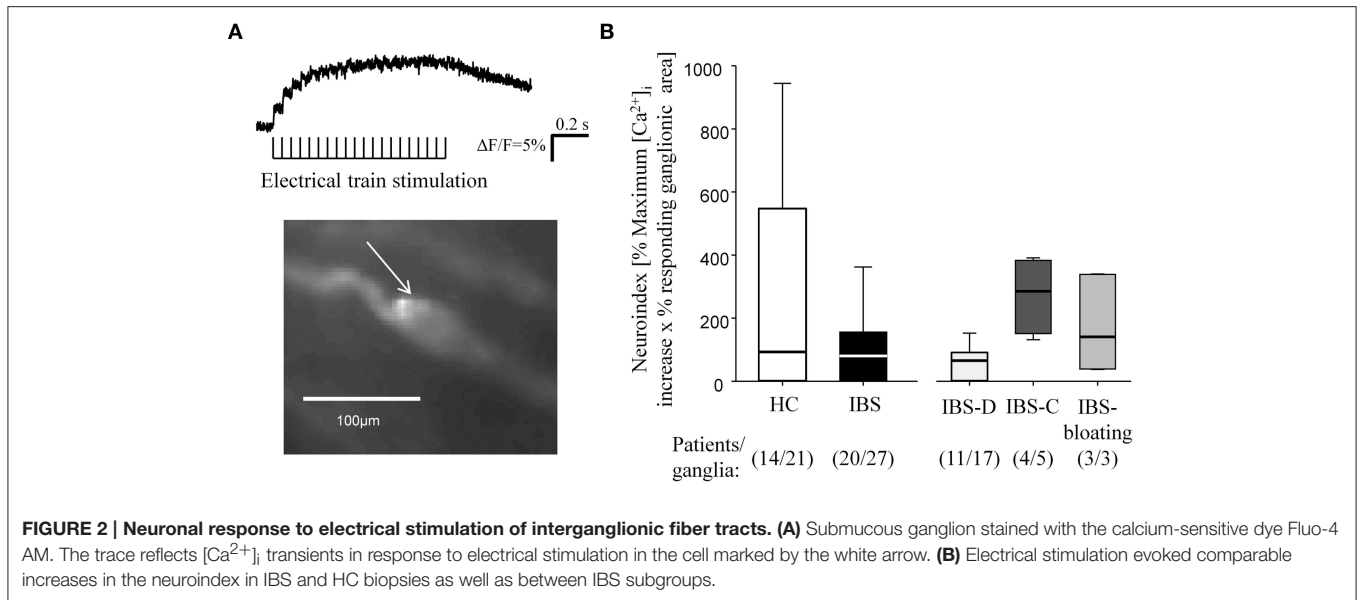 A
0.2 s
ΔF/F=5%
Electrical train stimulation
100µm
B
Neuroindex [% Maximum [Ca²⁺]ᵢ
increase x % responding ganglionic area]
1000
800
600
400
200
0
HC
IBS
IBS-D
IBS-C
IBS-
bloating
Patients/
ganglia:
(14/21)
(20/27)
(11/17)
(4/5)
(3/3)
FIGURE 2 | Neuronal response to electrical stimulation of interganglionic fiber tracts. (A) Submucous ganglion stained with the calcium-sensitive dye Fluo-4
AM. The trace reflects [Ca²⁺]ᵢ transients in response to electrical stimulation in the cell marked by the white arrow. (B) Electrical stimulation evoked comparable
increases in the neuroindex in IBS and HC biopsies as well as between IBS subgroups.